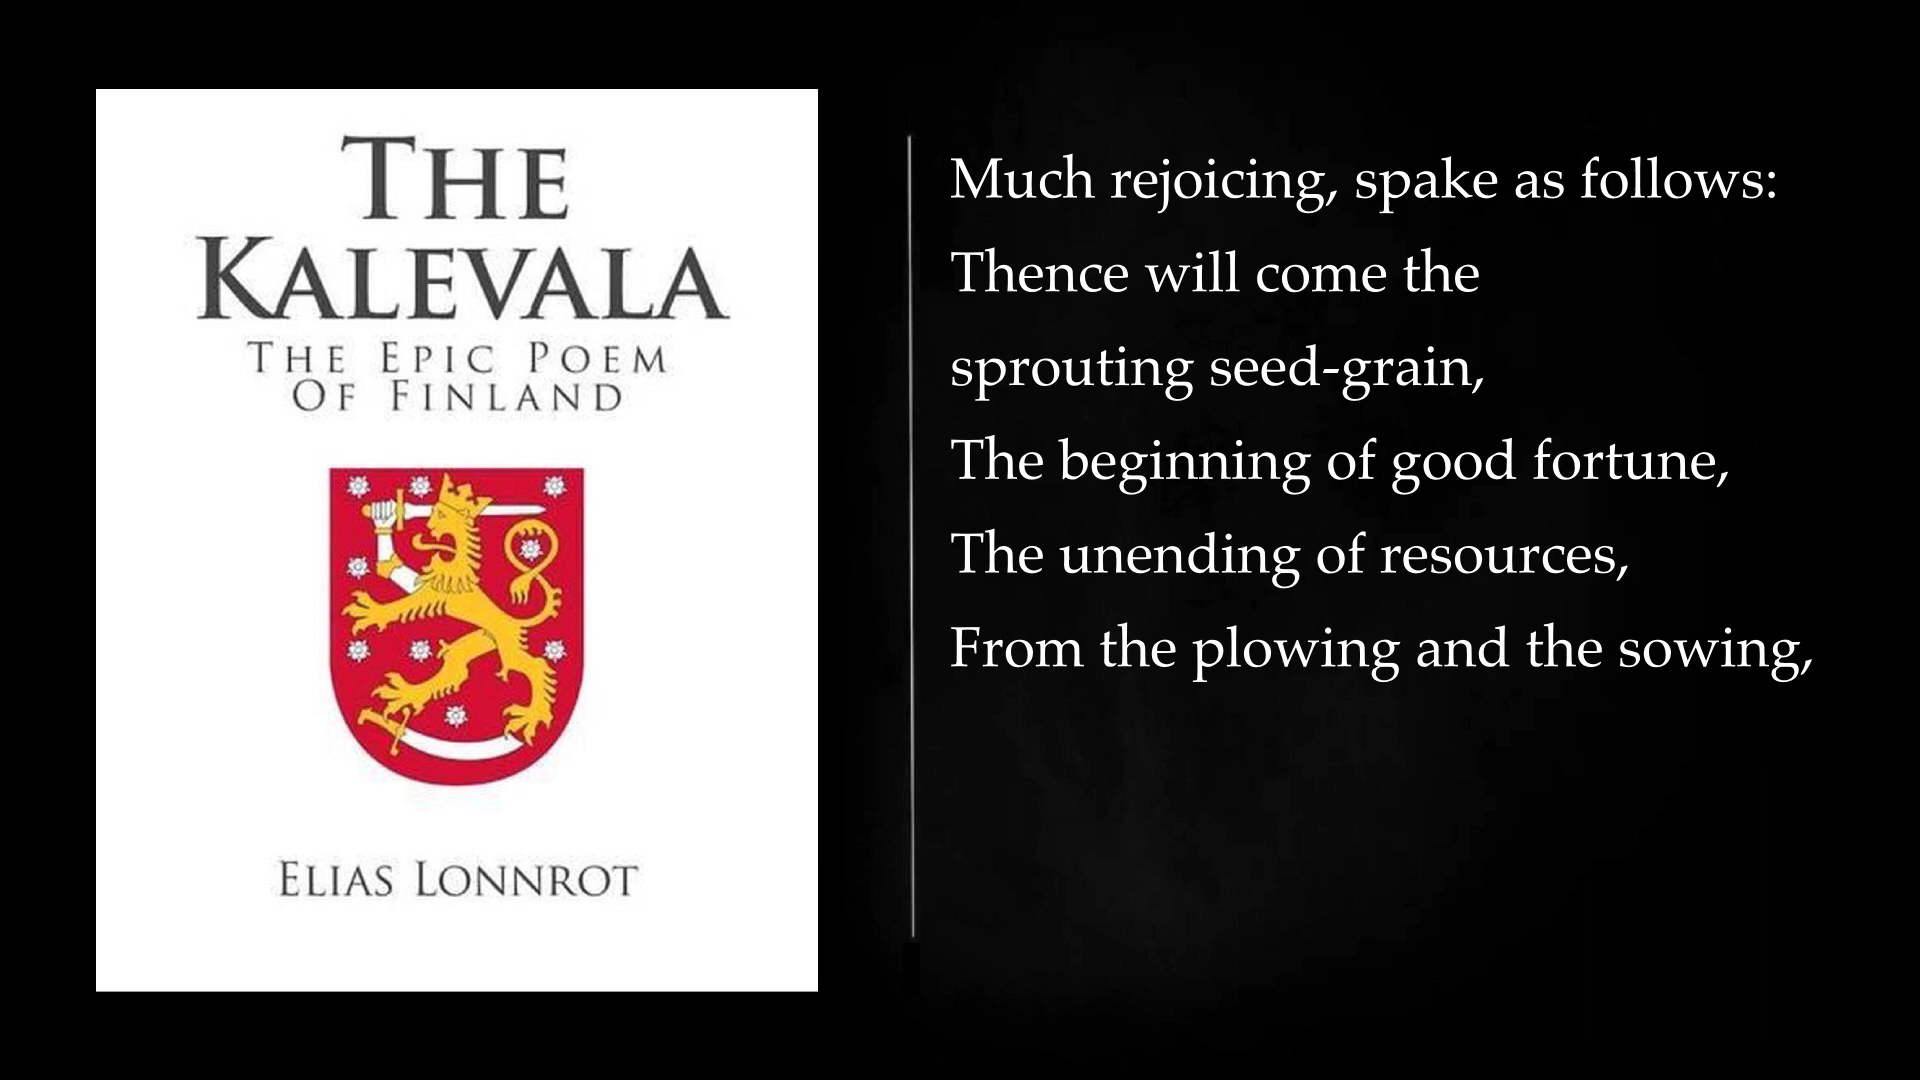 THE
KALEVALA
THE EPIC POEM
OF FINLAND
ELIAS LONNROT
Much rejoicing, spake as follows:
Thence will come the
sprouting seed-grain,
The beginning of good fortune,
The unending of resources,
From the plowing and the sowing,